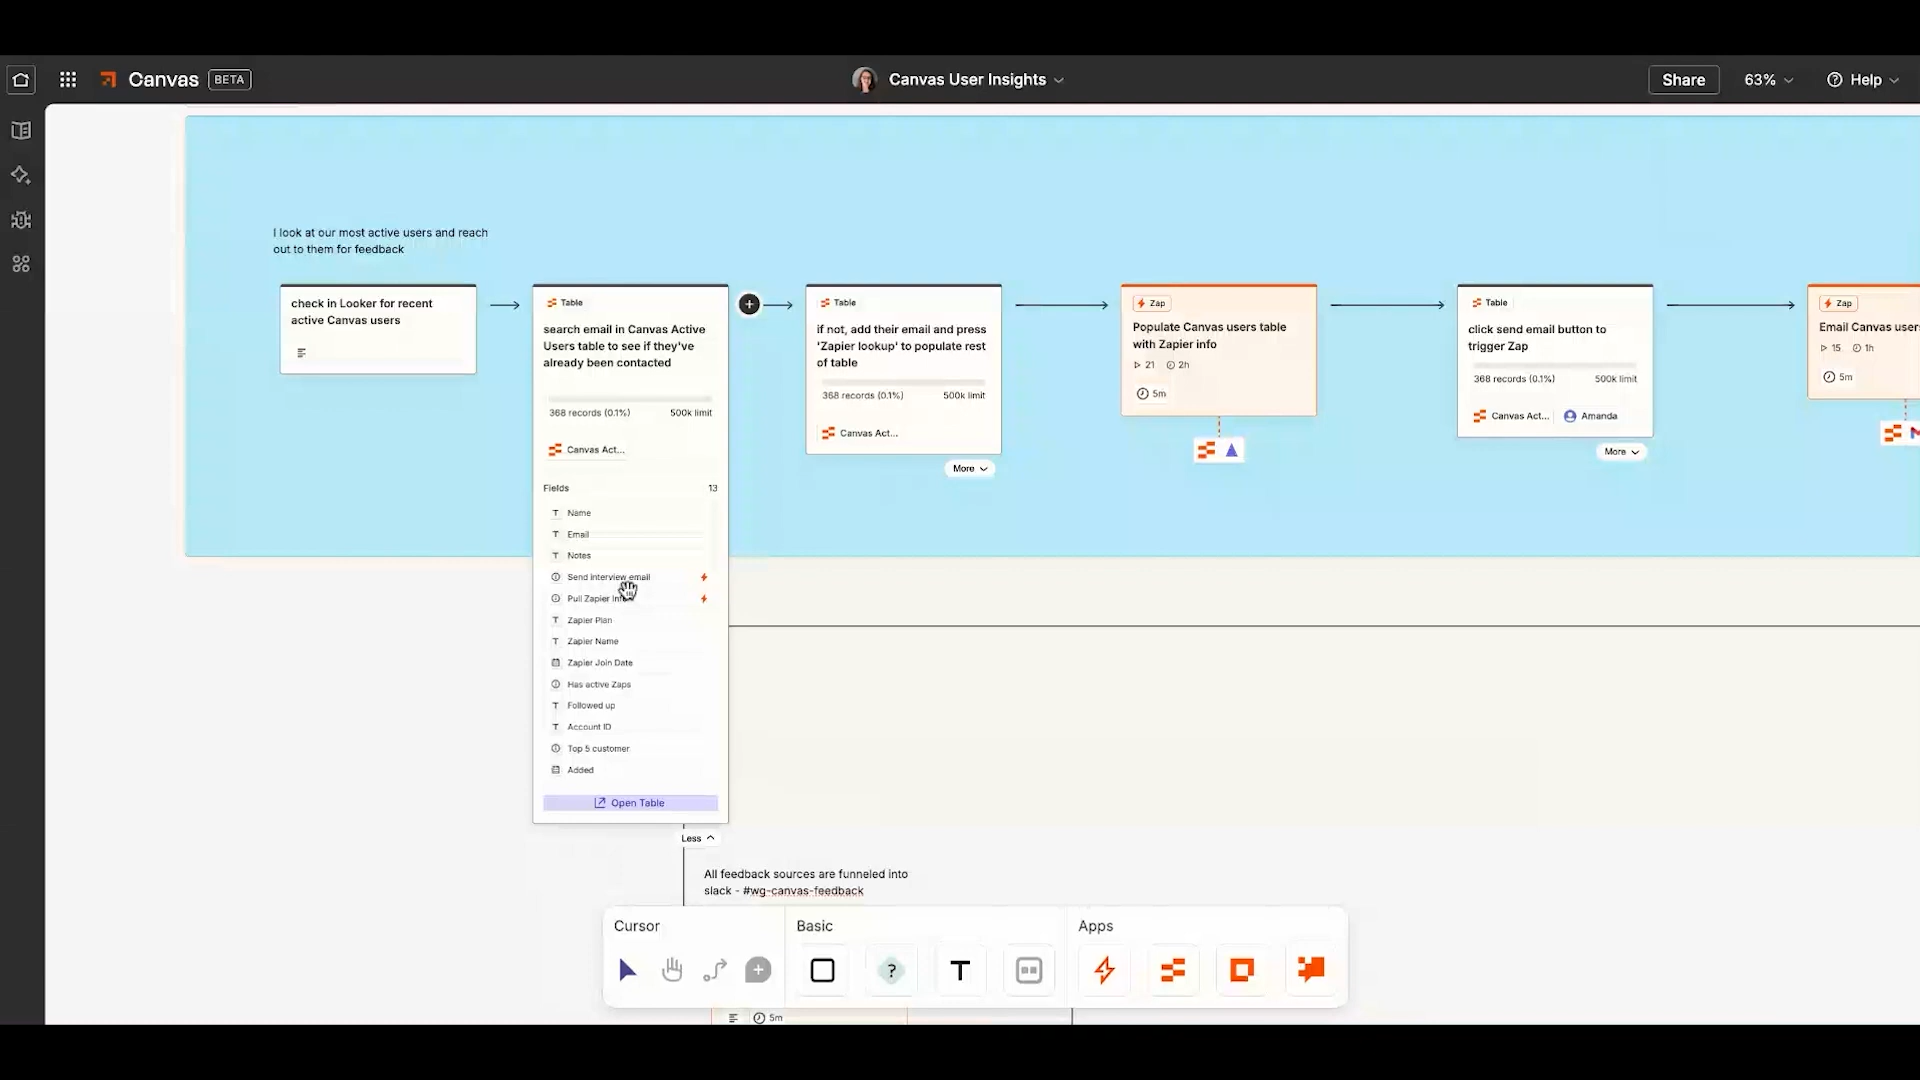 Canvas BETA
Canvas User Insights
Share
63%
Help
I look at our most active users and reach
out to them for feedback
check in Looker for recent
active Canvas users
Table
search email in Canvas Active
Users table to see if they've
already been contacted
368 records (0.1%) 500k limit
Canvas Act...
Fields 13
Name
Email
Notes
Send interview email
Pull Zapier
Zapier Plan
Zapier Name
Zapier Join Date
Has active Zaps
Followed up
Account ID
Top 5 customer
Added
Open Table
Less
Table
if not, add their email and press
'Zapier lookup' to populate rest
of table
368 records (0.1%) 500k limit
Canvas Act...
More
Zap
Populate Canvas users table
with Zapier info
21 2h
5m
Table
click send email button to
trigger Zap
368 records (0.1%) 500k limit
Canvas Act... Amanda
More
Zap
Email Canvas users
15 1h
5m
All feedback sources are funneled into
slack - #wg-canvas-feedback
Cursor
Basic
Apps
?
T
5m